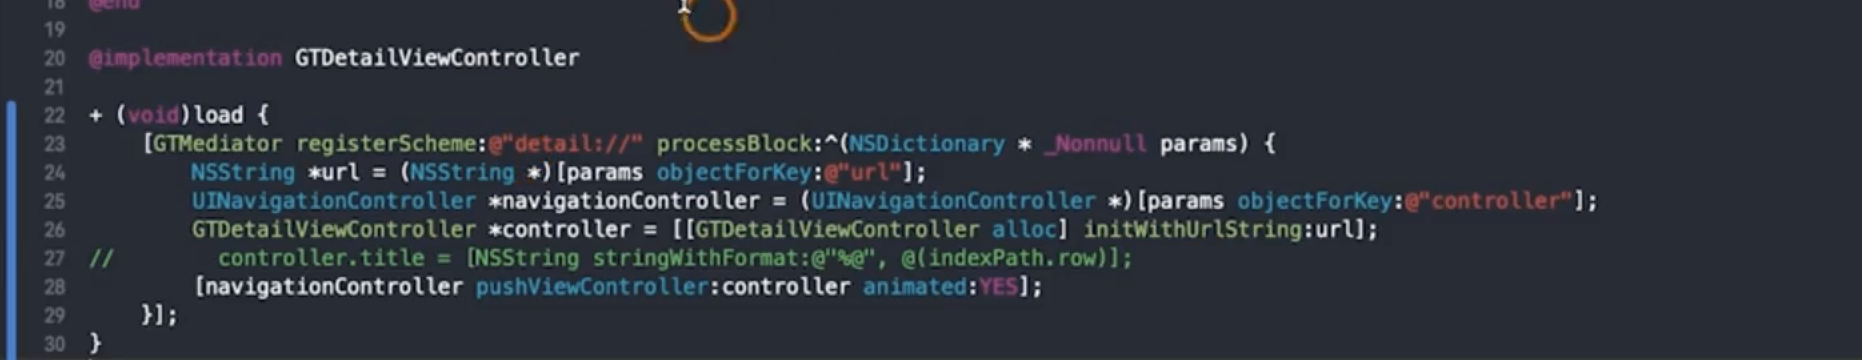 18 @end
19
20 @implementation GTDetailViewController
21
22 + (void)load {
23     [GTMediator registerScheme:@"detail://" processBlock:^(NSDictionary * _Nonnull params) {
24         NSString *url = (NSString *)[params objectForKey:@"url"];
25         UINavigationController *navigationController = (UINavigationController *)[params objectForKey:@"controller"];
26         GTDetailViewController *controller = [[GTDetailViewController alloc] initWithUrlString:url];
27 //        controller.title = [NSString stringWithFormat:@"%@", @(indexPath.row)];
28         [navigationController pushViewController:controller animated:YES];
29     }];
30 }